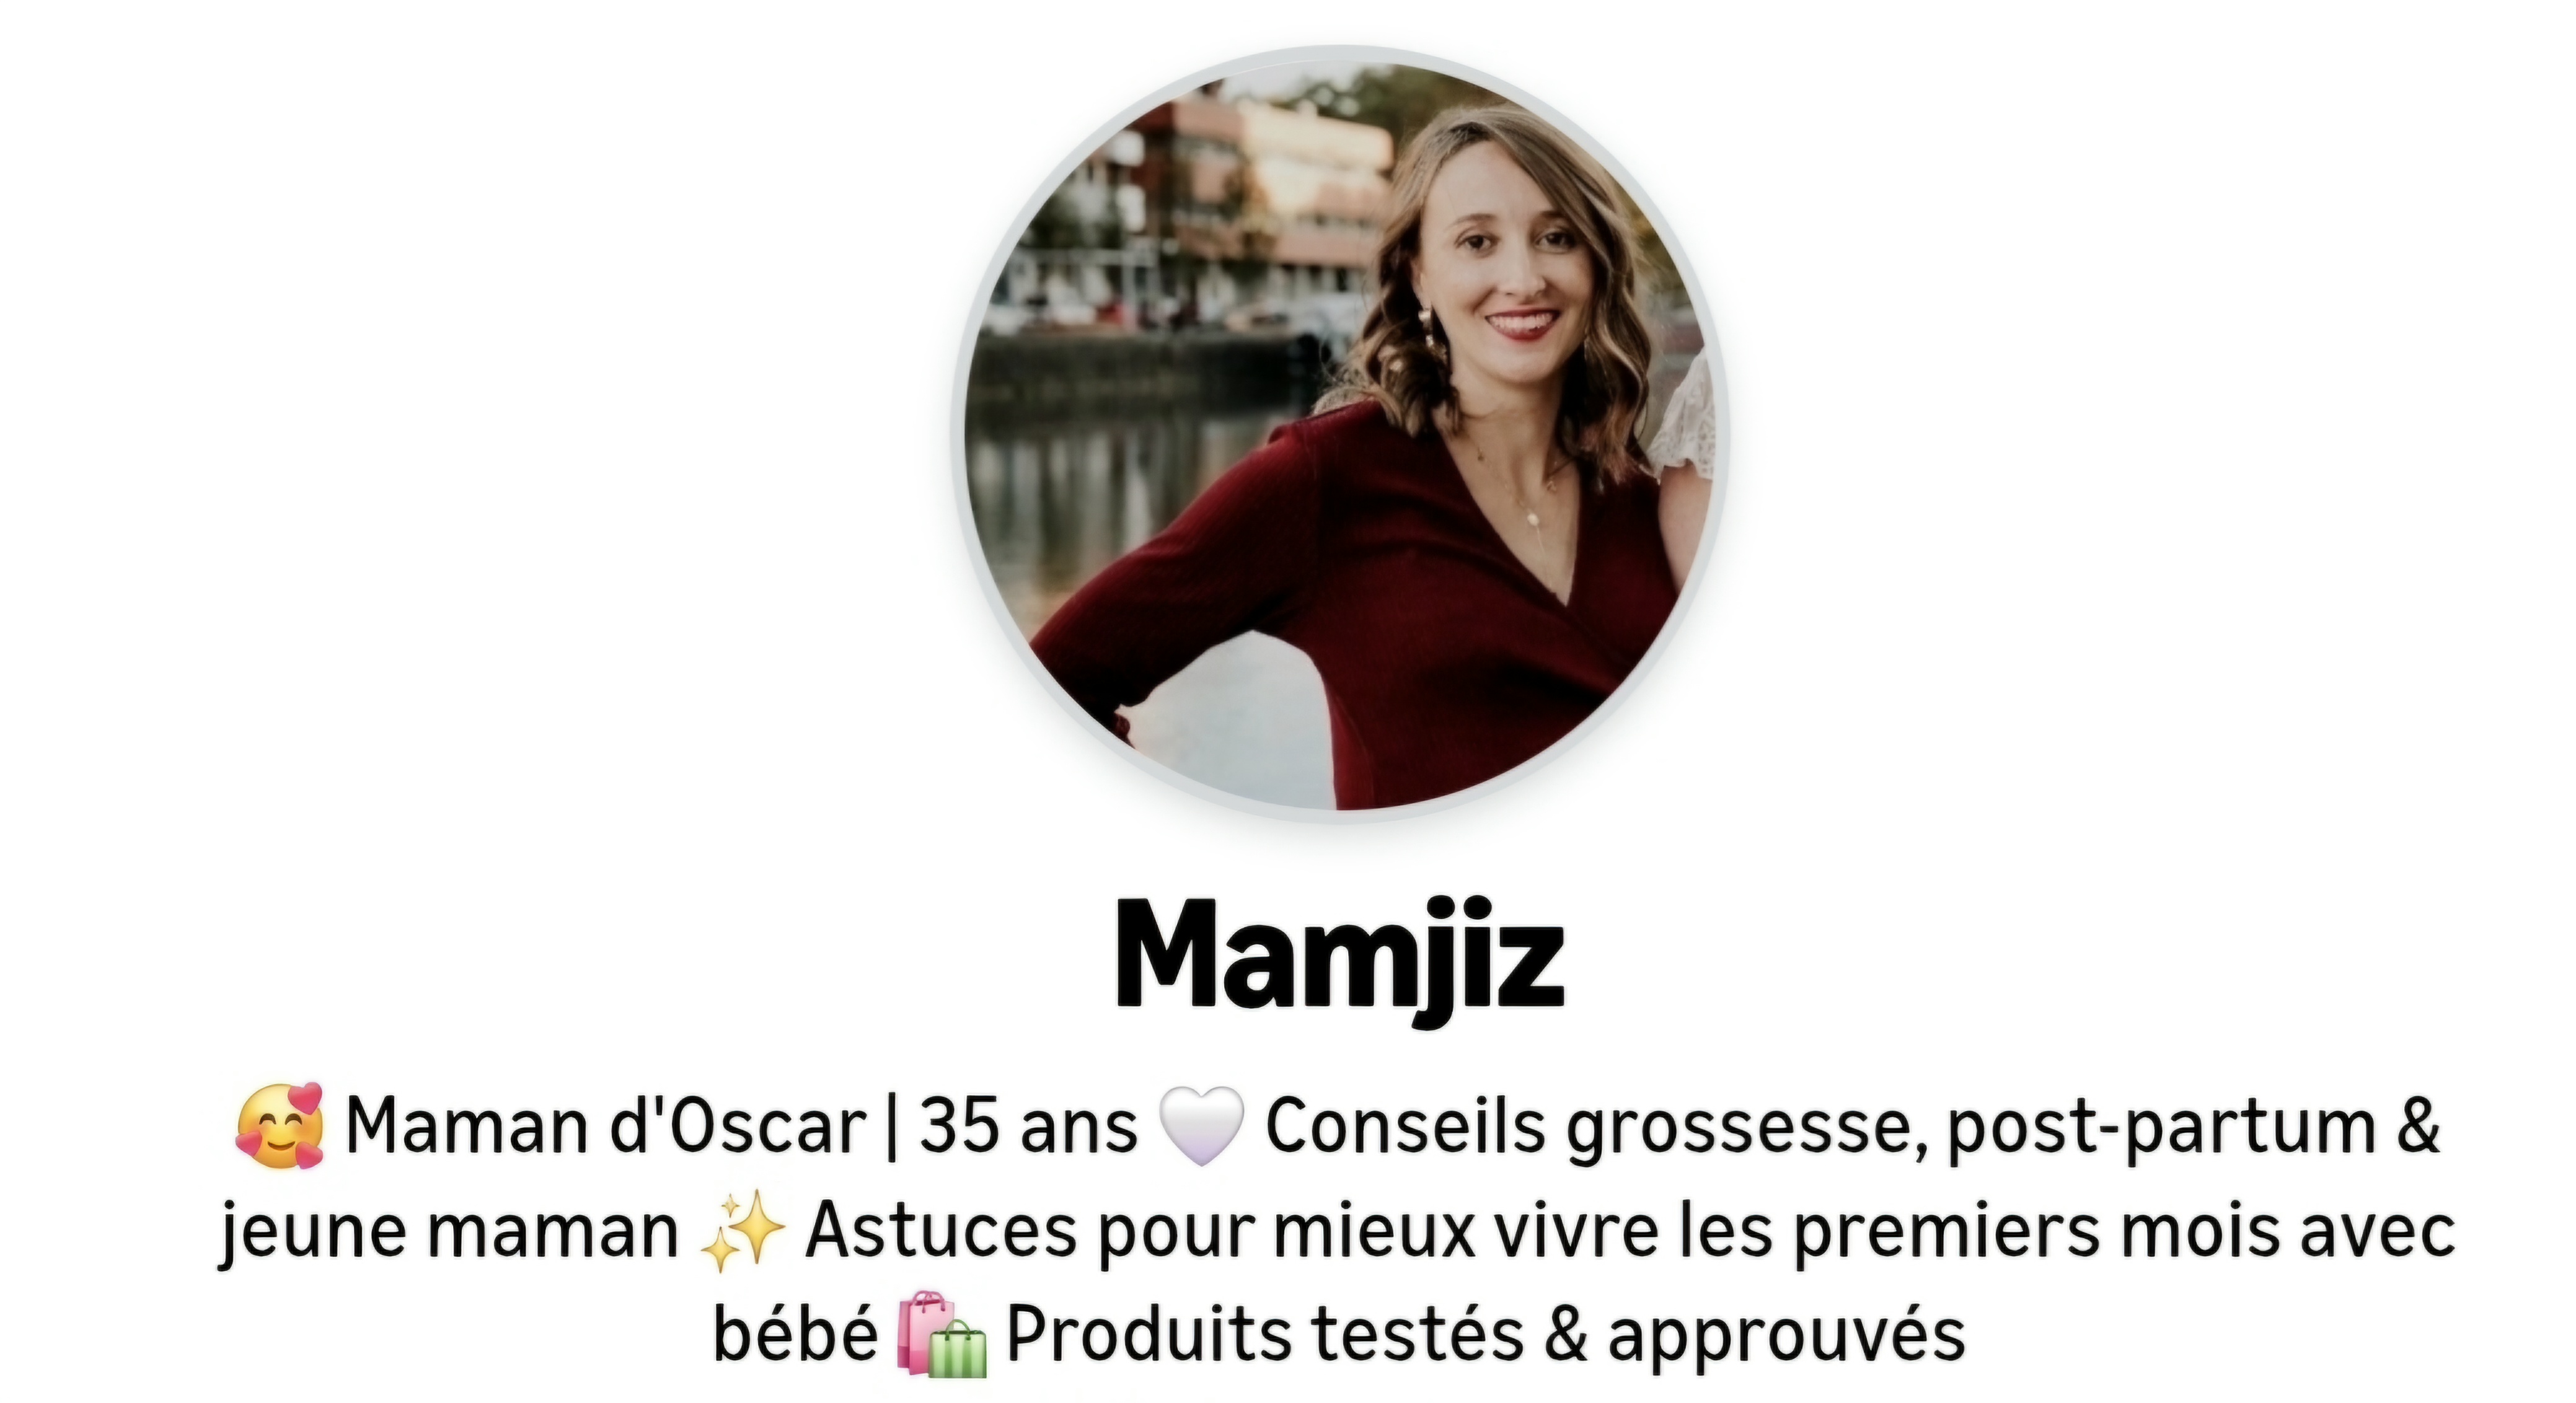 Mamjiz
🥰 Maman d'Oscar | 35 ans 🤍 Conseils grossesse, post-partum &
jeune maman ✨ Astuces pour mieux vivre les premiers mois avec
bébé 🛍️ Produits testés & approuvés